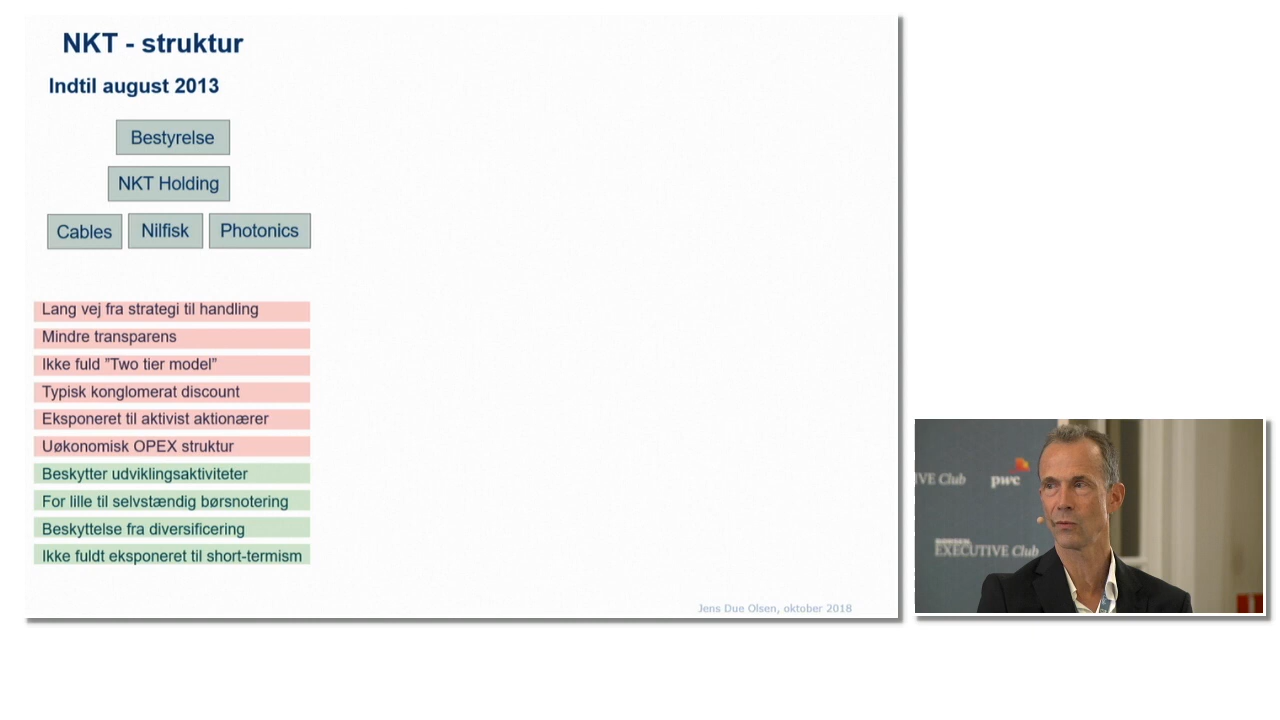 NKT - struktur
Indtil august 2013
Bestyrelse
NKT Holding
Cables
Nilfisk
Photonics
Lang vej fra strategi til handling
Mindre transparens
Ikke fuld ”Two tier model”
Typisk konglomerat discount
Eksponeret til aktivist aktionærer
Uøkonomisk OPEX struktur
Beskytter udviklingsaktiviteter
For lille til selvstændig børsnotering
Beskyttelse fra diversificering
Ikke fuldt eksponeret til short-termism
Jens Due Olsen, oktober 2018
IVE Club
pwc
BØRSEN
EXECUTIVE Club